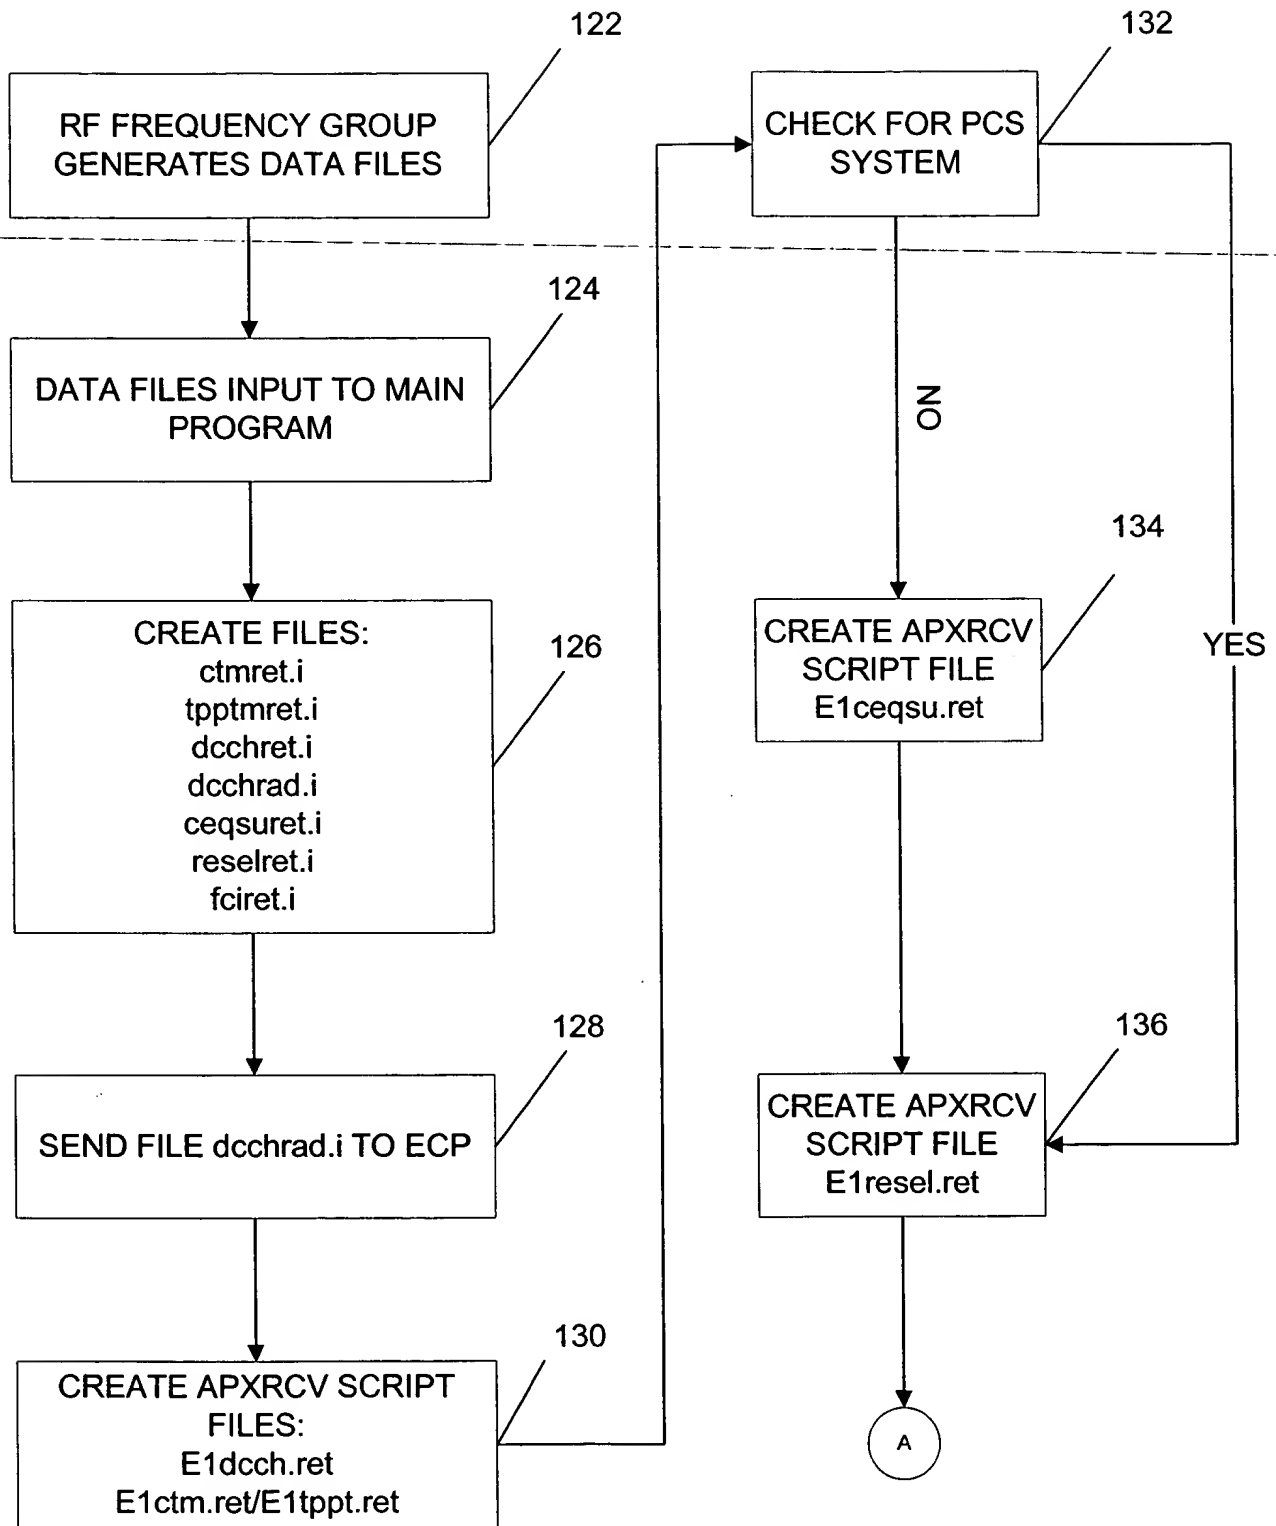 122
RF FREQUENCY GROUP
GENERATES DATA FILES
124
DATA FILES INPUT TO MAIN
PROGRAM
CREATE FILES:
ctmret.i
tpptmret.i
dcchret.i
dcchrad.i
ceqsuret.i
reselret.i
fciret.i
126
128
SEND FILE dcchrad.i TO ECP
130
CREATE APXRCV SCRIPT
FILES:
E1dcch.ret
E1ctm.ret/E1tppt.ret
132
CHECK FOR PCS
SYSTEM
NO
YES
134
CREATE APXRCV
SCRIPT FILE
E1ceqsu.ret
136
CREATE APXRCV
SCRIPT FILE
E1resel.ret
A